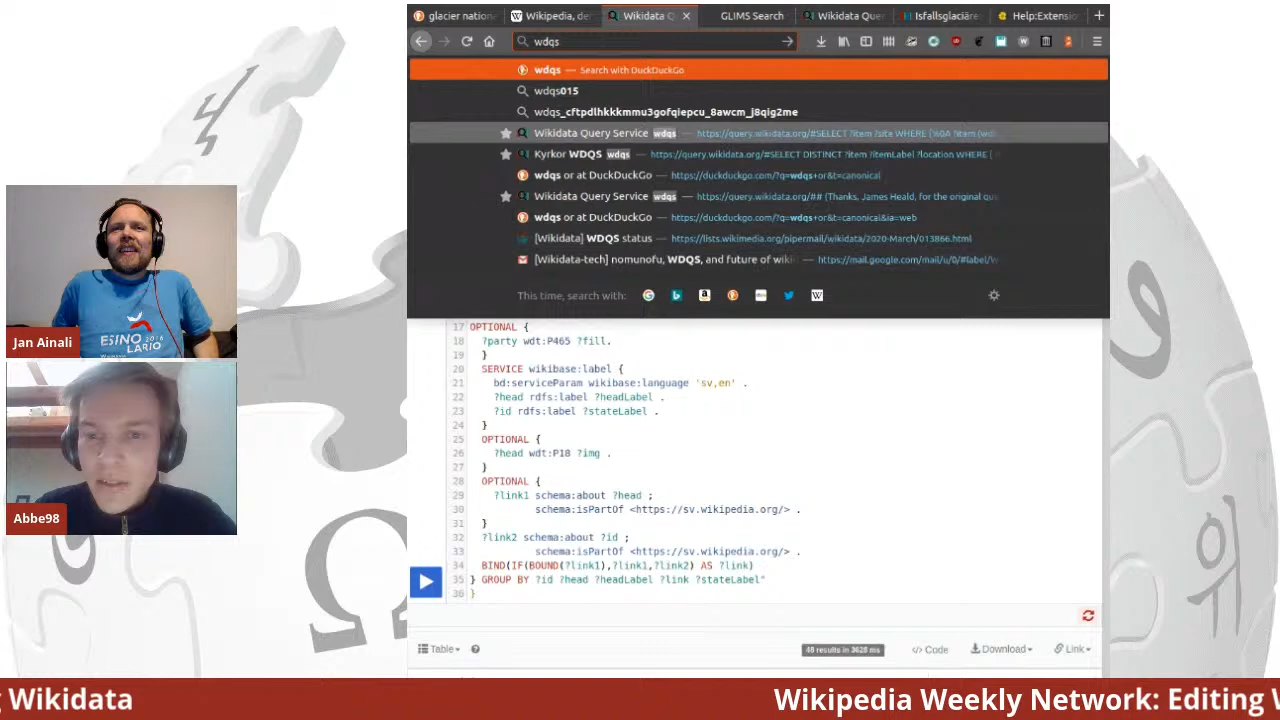 glacier nation
Wikipedia, de
Wikidata Q
GLIMS Search
Wikidata Que
Isfallsglaciäre
Help:Extensio
wdqs
wdqs — Search with DuckDuckGo
wdqs015
wdqs_cftpdlhkkkmmu3gofqiepcu_8awcm_j8qig2me
Wikidata Query Service wdqs — https://query.wikidata.org/#SELECT ?item ?site WHERE {%0A ?item (wd
Kyrkor WDQS wdqs — https://query.wikidata.org/#SELECT DISTINCT ?item ?itemLabel ?location WHERE {
wdqs or at DuckDuckGo — https://duckduckgo.com/?q=wdqs+or&t=canonical
Wikidata Query Service wdqs — https://query.wikidata.org/## (Thanks, James Heald, for the original qu
wdqs or at DuckDuckGo — https://duckduckgo.com/?q=wdqs+or&t=canonical&ia=web
[Wikidata] WDQS status — https://lists.wikimedia.org/pipermail/wikidata/2020-March/013866.html
[Wikidata-tech] nomunofu, WDQS, and future of wiki — https://mail.google.com/mail/u/0/#label/W
This time, search with:
17 OPTIONAL {
18 ?party wdt:P465 ?fill.
19 }
20 SERVICE wikibase:label {
21 bd:serviceParam wikibase:language 'sv,en' .
22 ?head rdfs:label ?headLabel .
23 ?id rdfs:label ?stateLabel .
24 }
25 OPTIONAL {
26 ?head wdt:P18 ?img .
27 }
28 OPTIONAL {
29 ?link1 schema:about ?head ;
30 schema:isPartOf <https://sv.wikipedia.org/> .
31 }
32 ?link2 schema:about ?id ;
33 schema:isPartOf <https://sv.wikipedia.org/> .
34 BIND(IF(BOUND(?link1),?link1,?link2) AS ?link)
35 } GROUP BY ?id ?head ?headLabel ?link ?stateLabel"
36 }
Table
49 results in 3628 ms
</> Code
Download
Link
ESINO 2016
LARIO
Jan Ainali
Abbe98
Ω
위
g Wikidata
Wikipedia Weekly Network: Editing W